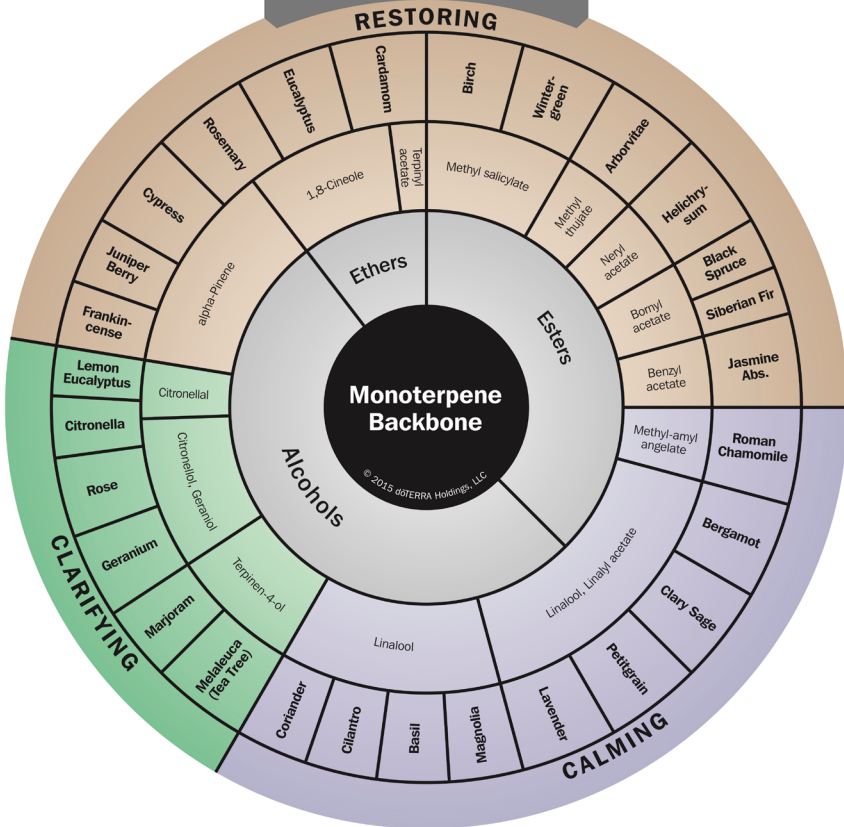 RESTORING
Cardamom
Birch
Winter-
green
Eucalyptus
Rosemary
Arborvitae
Cypress
Helichry-
sum
Juniper
Berry
Black
Spruce
Frankin-
cense
Siberian Fir
Jasmine
Abs.
1,8-Cineole
Terpinyl
acetate
Methyl salicylate
Methyl
thujate
Neryl
acetate
Bornyl
acetate
Benzyl
acetate
alpha-Pinene
Ethers
Esters
Alcohols
Monoterpene
Backbone
© 2015 dōTERRA Holdings, LLC
Lemon
Eucalyptus
Citronellal
Citronella
Rose
Citronellol, Geraniol
Geranium
Terpinen-4-ol
Marjoram
Melaleuca
(Tea Tree)
CLARIFYING
Methyl-amyl
angelate
Roman
Chamomile
Linalool, Linalyl acetate
Bergamot
Clary Sage
Petitgrain
Lavender
Linalool
Coriander
Cilantro
Basil
Magnolia
CALMING